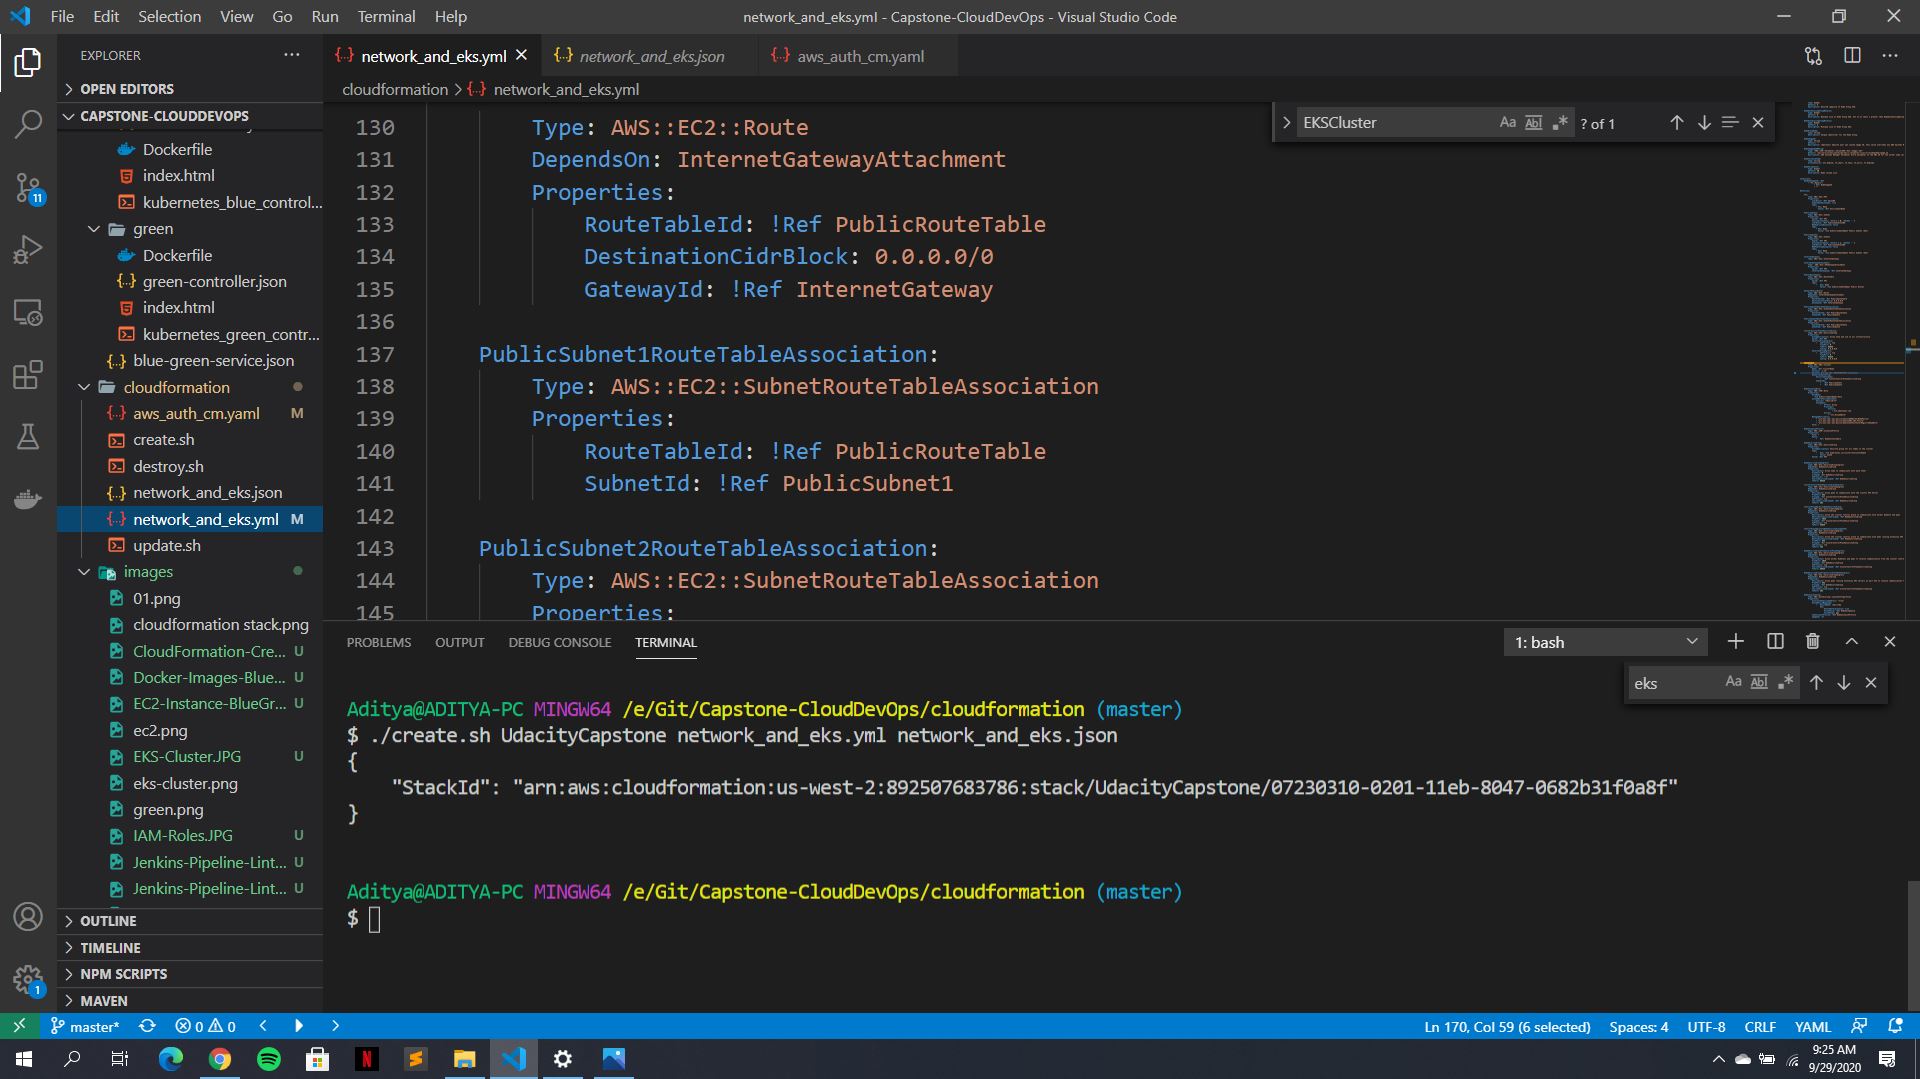 File Edit Selection View Go Run Terminal Help
network_and_eks.yml - Capstone-CloudDevOps - Visual Studio Code
EXPLORER
OPEN EDITORS
CAPSTONE-CLOUDDEVOPS
Dockerfile
index.html
kubernetes_blue_control...
green
Dockerfile
green-controller.json
index.html
kubernetes_green_contr...
blue-green-service.json
cloudformation
aws_auth_cm.yaml M
create.sh
destroy.sh
network_and_eks.json
network_and_eks.yml M
update.sh
images
01.png
cloudformation stack.png
CloudFormation-Cre... U
Docker-Images-Blue... U
EC2-Instance-BlueGr... U
ec2.png
EKS-Cluster.JPG U
eks-cluster.png
green.png
IAM-Roles.JPG U
Jenkins-Pipeline-Lint... U
Jenkins-Pipeline-Lint... U
OUTLINE
TIMELINE
NPM SCRIPTS
MAVEN
11
1
network_and_eks.yml
network_and_eks.json
aws_auth_cm.yaml
cloudformation > network_and_eks.yml
EKSCluster Aa Abl .* ? of 1
130 Type: AWS::EC2::Route
131 DependsOn: InternetGatewayAttachment
132 Properties:
133 RouteTableId: !Ref PublicRouteTable
134 DestinationCidrBlock: 0.0.0.0/0
135 GatewayId: !Ref InternetGateway
136
137 PublicSubnet1RouteTableAssociation:
138 Type: AWS::EC2::SubnetRouteTableAssociation
139 Properties:
140 RouteTableId: !Ref PublicRouteTable
141 SubnetId: !Ref PublicSubnet1
142
143 PublicSubnet2RouteTableAssociation:
144 Type: AWS::EC2::SubnetRouteTableAssociation
145 Properties:
PROBLEMS OUTPUT DEBUG CONSOLE TERMINAL
1: bash
eks Aa Abl .*
Aditya@ADITYA-PC MINGW64 /e/Git/Capstone-CloudDevOps/cloudformation (master)
$ ./create.sh UdacityCapstone network_and_eks.yml network_and_eks.json
{
"StackId": "arn:aws:cloudformation:us-west-2:892507683786:stack/UdacityCapstone/07230310-0201-11eb-8047-0682b31f0a8f"
}
Aditya@ADITYA-PC MINGW64 /e/Git/Capstone-CloudDevOps/cloudformation (master)
$
master* 0 0
Ln 170, Col 59 (6 selected) Spaces: 4 UTF-8 CRLF YAML
9:25 AM
9/29/2020